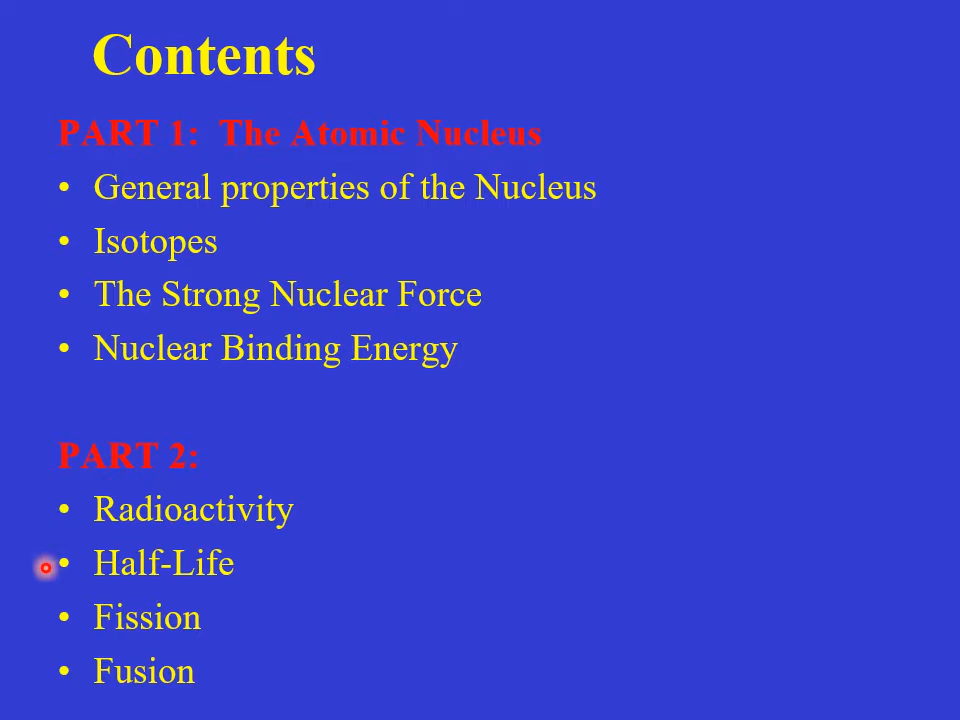 Contents
PART 1:  The Atomic Nucleus
• General properties of the Nucleus
• Isotopes
• The Strong Nuclear Force
• Nuclear Binding Energy
PART 2:
• Radioactivity
• Half-Life
• Fission
• Fusion